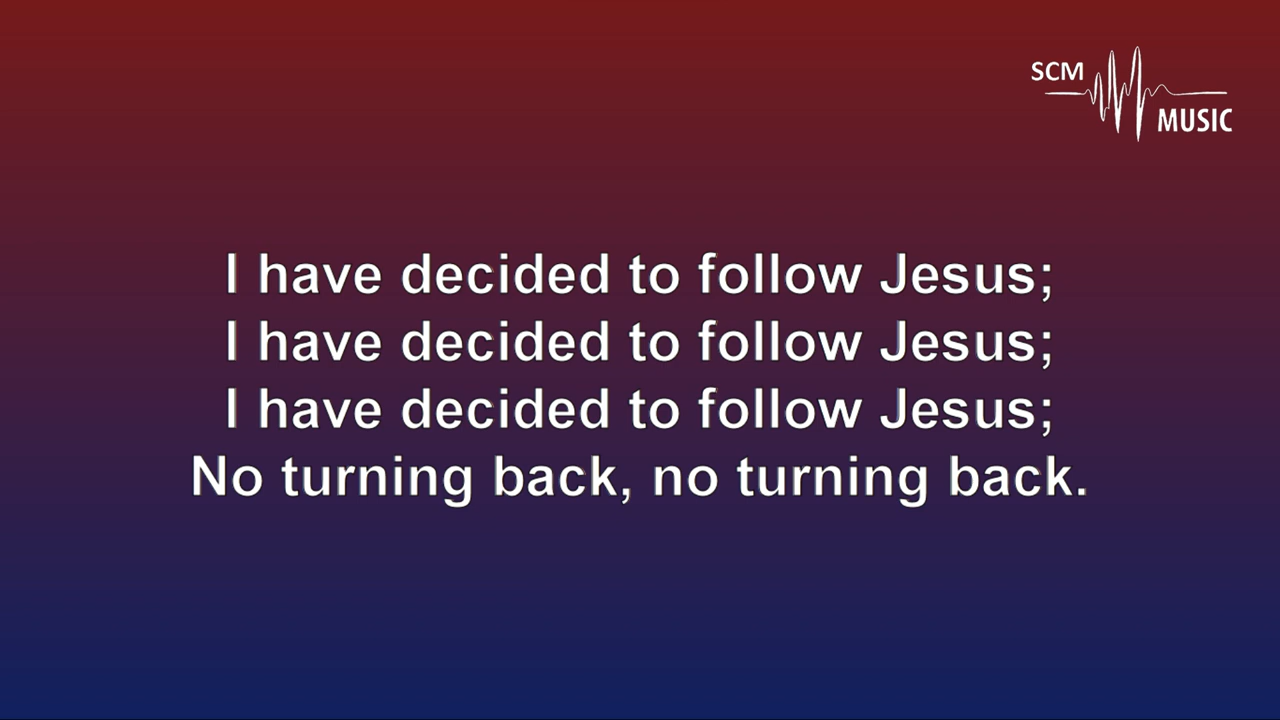 SCM
MUSIC
I have decided to follow Jesus;
I have decided to follow Jesus;
I have decided to follow Jesus;
No turning back, no turning back.